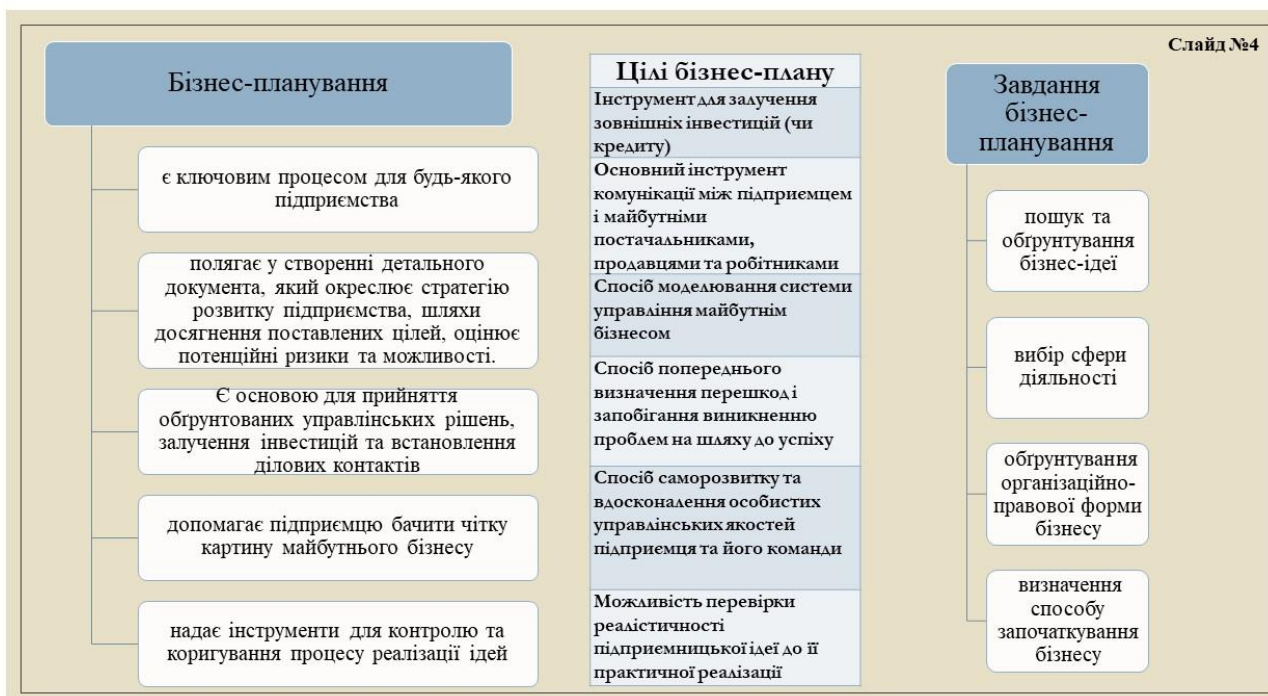 Слайд №4
Бізнес-планування
є ключовим процесом для будь-якого
підприємства
полягає у створенні детального
документа, який окреслює стратегію
розвитку підприємства, шляхи
досягнення поставлених цілей, оцінює
потенційні ризики та можливості.
Є основою для прийняття
обґрунтованих управлінських рішень,
залучення інвестицій та встановлення
ділових контактів
допомагає підприємцю бачити чітку
картину майбутнього бізнесу
надає інструменти для контролю та
коригування процесу реалізації ідей
Цілі бізнес-плану
Інструмент для залучення
зовнішніх інвестицій (чи
кредиту)
Основний інструмент
комунікації між підприємцем
і майбутніми
постачальниками,
продавцями та робітниками
Спосіб моделювання системи
управління майбутнім
бізнесом
Спосіб попереднього
визначення перешкод і
запобігання виникненню
проблем на шляху до успіху
Спосіб саморозвитку та
вдосконалення особистих
управлінських якостей
підприємця та його команди
Можливість перевірки
реалістичності
підприємницької ідеї до її
практичної реалізації
Завдання
бізнес-
планування
пошук та
обґрунтування
бізнес-ідеї
вибір сфери
діяльності
обґрунтування
організаційно-
правової форми
бізнесу
визначення
способу
започаткування
бізнесу